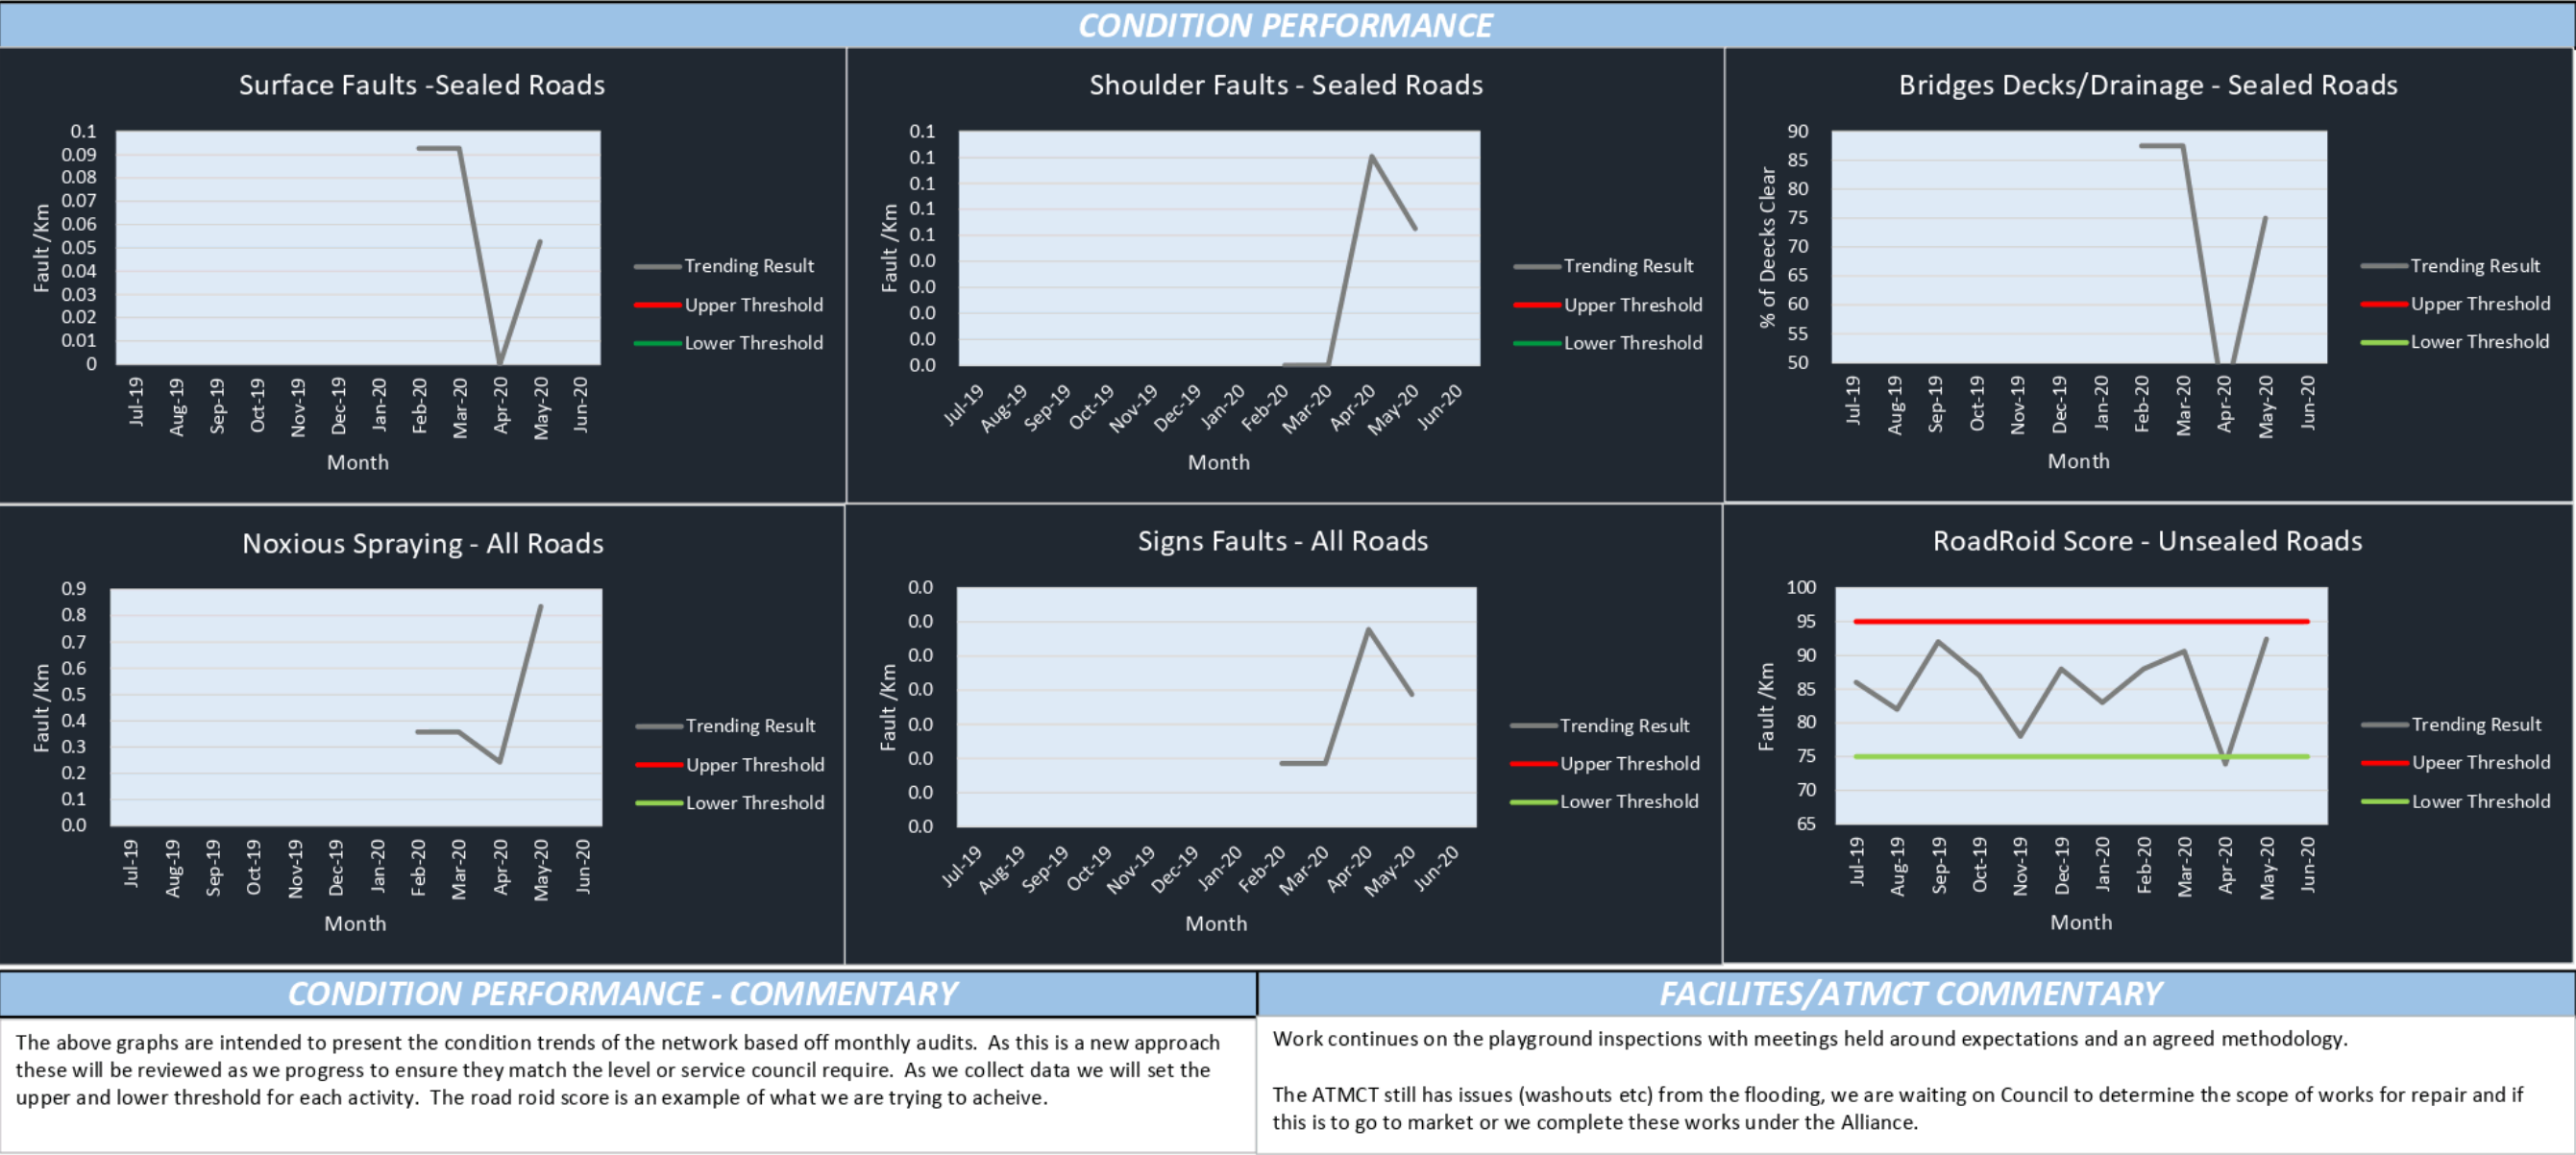 CONDITION PERFORMANCE
Surface Faults -Sealed Roads
Fault /Km
0.1
0.09
0.08
0.07
0.06
0.05
0.04
0.03
0.02
0.01
0
Jul-19
Aug-19
Sep-19
Oct-19
Nov-19
Dec-19
Jan-20
Feb-20
Mar-20
Apr-20
May-20
Jun-20
Month
Trending Result
Upper Threshold
Lower Threshold
Shoulder Faults - Sealed Roads
Fault /Km
0.1
0.1
0.1
0.1
0.1
0.0
0.0
0.0
0.0
0.0
Jul-19
Aug-19
Sep-19
Oct-19
Nov-19
Dec-19
Jan-20
Feb-20
Mar-20
Apr-20
May-20
Jun-20
Month
Trending Result
Upper Threshold
Lower Threshold
Bridges Decks/Drainage - Sealed Roads
% of Deecks Clear
90
85
80
75
70
65
60
55
50
Jul-19
Aug-19
Sep-19
Oct-19
Nov-19
Dec-19
Jan-20
Feb-20
Mar-20
Apr-20
May-20
Jun-20
Month
Trending Result
Upper Threshold
Lower Threshold
Noxious Spraying - All Roads
Fault /Km
0.9
0.8
0.7
0.6
0.5
0.4
0.3
0.2
0.1
0.0
Jul-19
Aug-19
Sep-19
Oct-19
Nov-19
Dec-19
Jan-20
Feb-20
Mar-20
Apr-20
May-20
Jun-20
Month
Trending Result
Upper Threshold
Lower Threshold
Signs Faults - All Roads
Fault /Km
0.0
0.0
0.0
0.0
0.0
0.0
0.0
0.0
Jul-19
Aug-19
Sep-19
Oct-19
Nov-19
Dec-19
Jan-20
Feb-20
Mar-20
Apr-20
May-20
Jun-20
Month
Trending Result
Upper Threshold
Lower Threshold
RoadRoid Score - Unsealed Roads
Fault /Km
100
95
90
85
80
75
70
65
Jul-19
Aug-19
Sep-19
Oct-19
Nov-19
Dec-19
Jan-20
Feb-20
Mar-20
Apr-20
May-20
Jun-20
Month
Trending Result
Upeer Threshold
Lower Threshold
CONDITION PERFORMANCE - COMMENTARY
The above graphs are intended to present the condition trends of the network based off monthly audits. As this is a new approach
these will be reviewed as we progress to ensure they match the level or service council require. As we collect data we will set the
upper and lower threshold for each activity. The road roid score is an example of what we are trying to acheive.
FACILITES/ATMCT COMMENTARY
Work continues on the playground inspections with meetings held around expectations and an agreed methodology.
The ATMCT still has issues (washouts etc) from the flooding, we are waiting on Council to determine the scope of works for repair and if
this is to go to market or we complete these works under the Alliance.